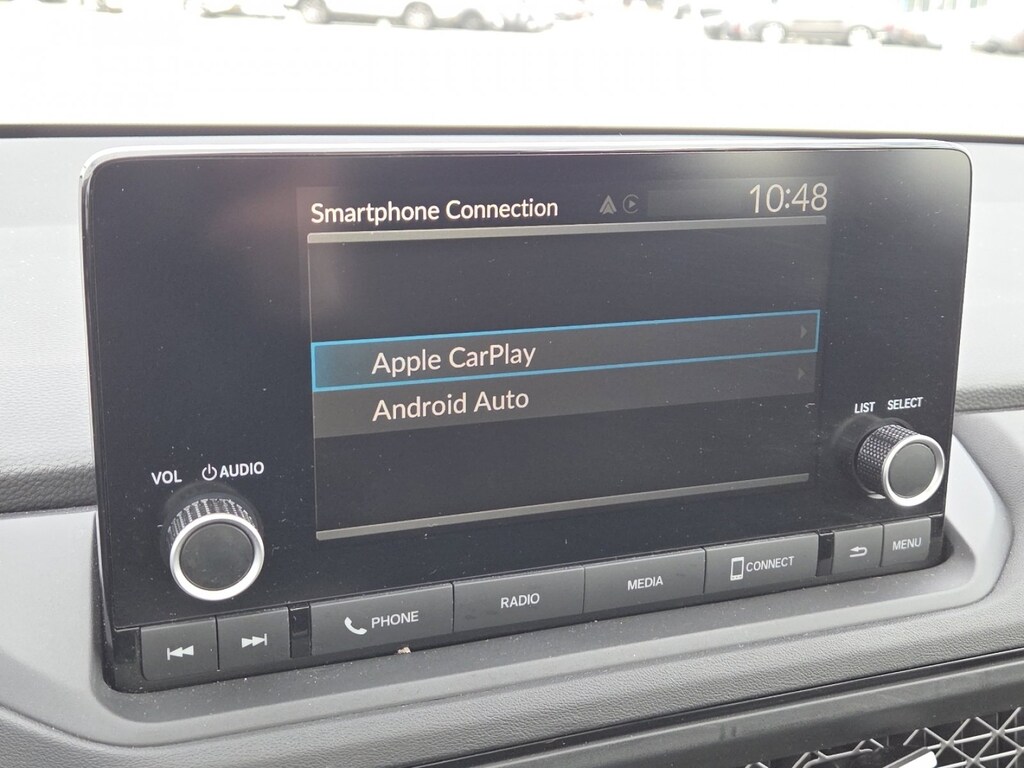 Smartphone Connection 10:48
Apple CarPlay
Android Auto
LIST SELECT
VOL AUDIO
PHONE RADIO MEDIA CONNECT MENU